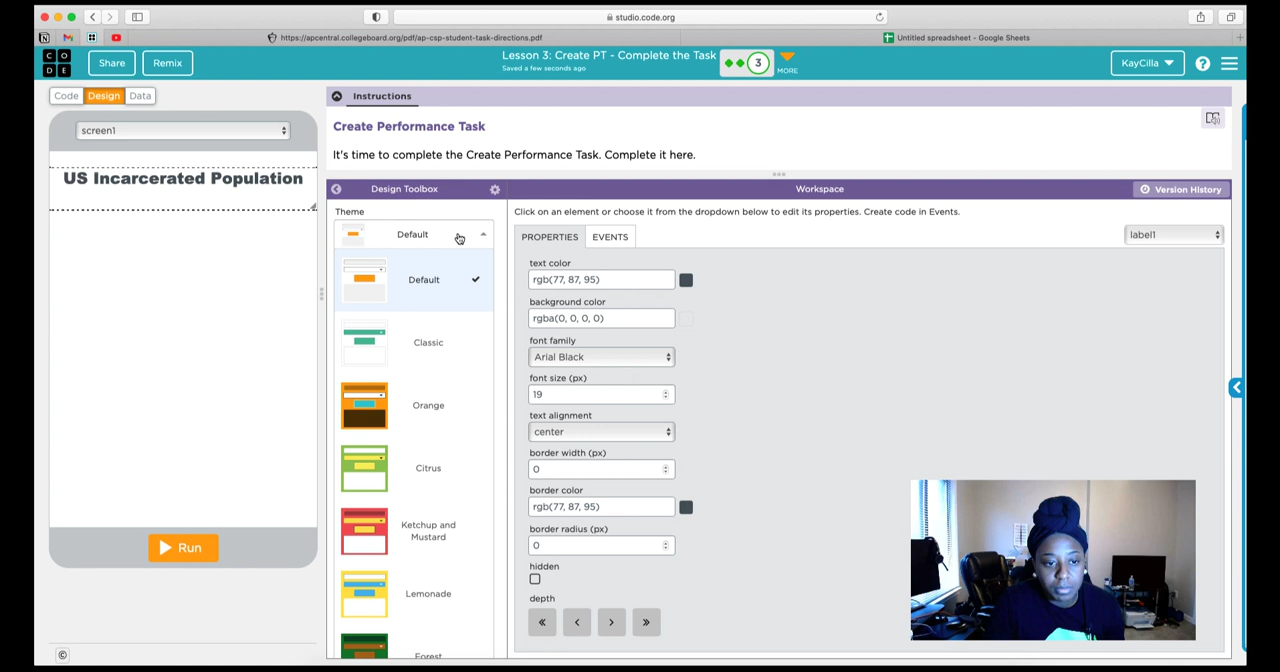 studio.code.org
https://apcentral.collegeboard.org/pdf/ap-csp-student-task-directions.pdf
Untitled spreadsheet - Google Sheets
C O D E
Share
Remix
Lesson 3: Create PT - Complete the Task
Saved a few seconds ago
3
MORE
KayCilla
Code
Design
Data
Instructions
screen1
Create Performance Task
It's time to complete the Create Performance Task. Complete it here.
US Incarcerated Population
Design Toolbox
Workspace
Version History
Theme
Click on an element or choose it from the dropdown below to edit its properties. Create code in Events.
Default
PROPERTIES
EVENTS
label1
Default
Classic
Orange
Citrus
Ketchup and
Mustard
Lemonade
Forest
text color
rgb(77, 87, 95)
background color
rgba(0, 0, 0, 0)
font family
Arial Black
font size (px)
19
text alignment
center
border width (px)
0
border color
rgb(77, 87, 95)
border radius (px)
0
hidden
depth
Run